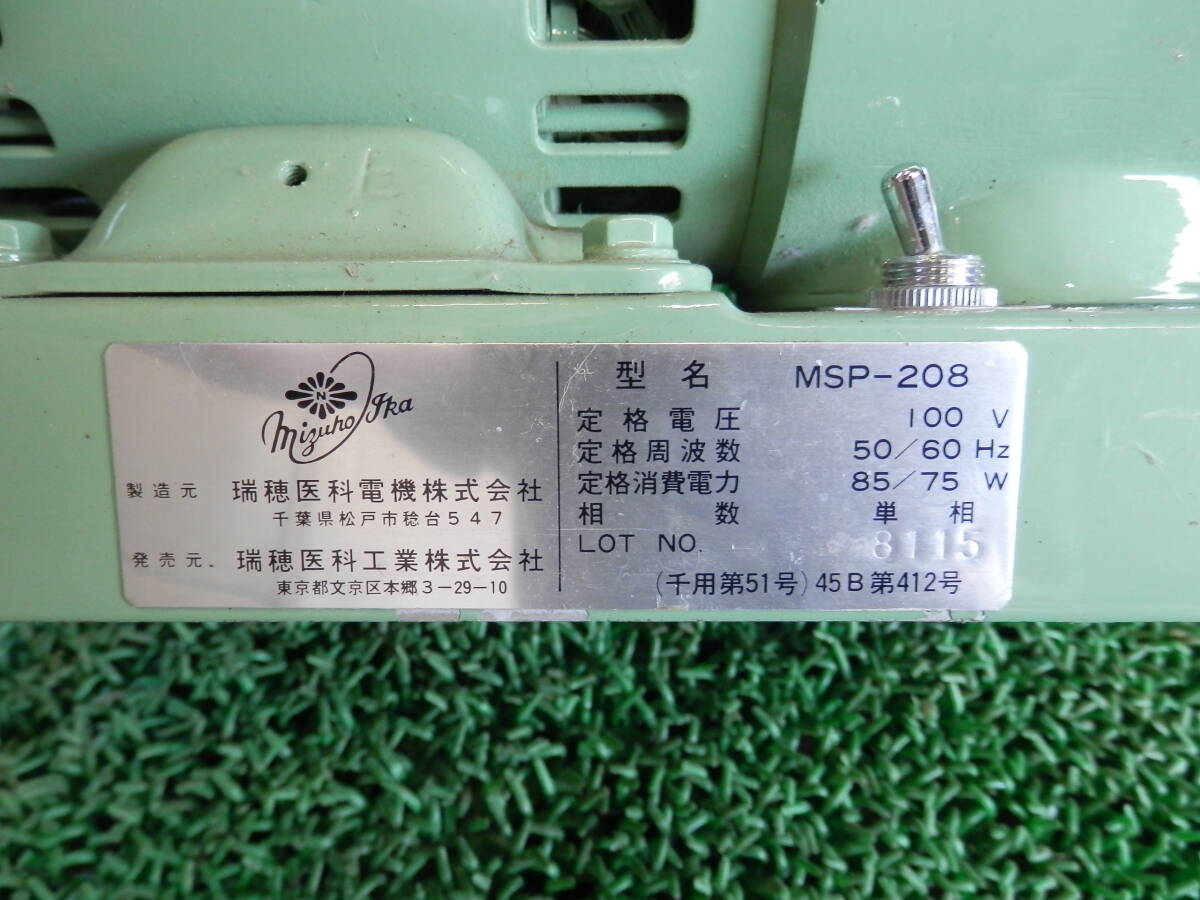 E
N
Mizuho Ika
製造元 瑞穂医科電機株式会社
千葉県松戸市稔台547
発売元. 瑞穂医科工業株式会社
東京都文京区本郷3-29-10
型名 MSP-208
定格電圧 100 V
定格周波数 50/60 Hz
定格消費電力 85/75 W
相数 単相
LOT NO. 8115
(千用第51号) 45B第412号